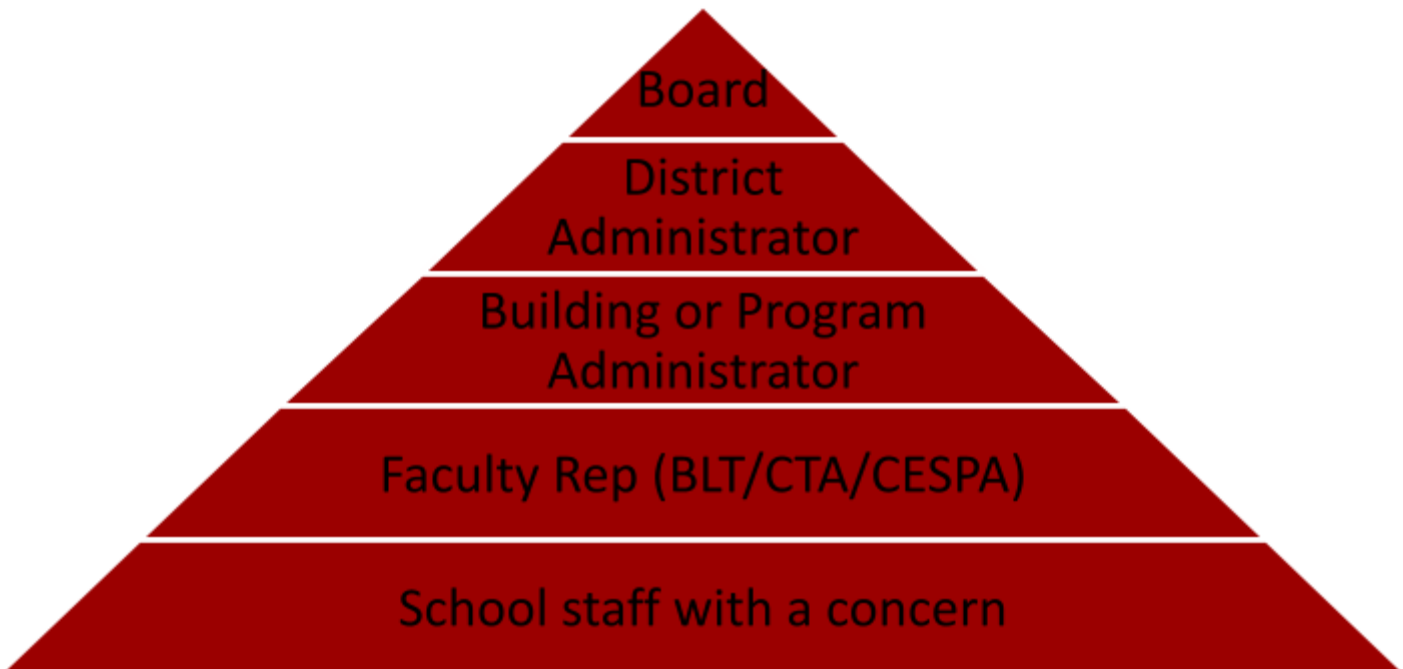 Board
District
Administrator
Building or Program
Administrator
Faculty Rep (BLT/CTA/CESPA)
School staff with a concern